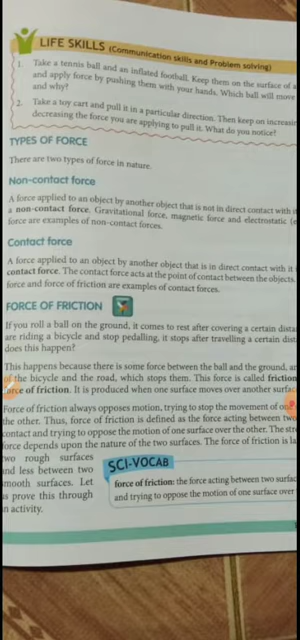 LIFE SKILLS (Communication skills and Problem solving)
1. Take a tennis ball and an inflated football. Keep them on the surface of a
and apply force by pushing them with your hands. Which ball will move
and why?
2. Take a toy cart and pull it in a particular direction. Then keep on
decreasing the force you are applying to pull it. What do you notice?
TYPES OF FORCE
There are two types of force in nature.
Non-contact force
A force applied to an object by another object that is not in direct contact with
a non-contact force. Gravitational force, magnetic force and electrostatic
force are examples of non-contact forces.
Contact force
A force applied to an object by another object that is in direct contact with it
contact force. The contact force acts at the point of contact between the objects.
force and force of friction are examples of contact forces.
FORCE OF FRICTION
If you roll a ball on the ground, it comes to rest after covering a certain
are riding a bicycle and stop pedalling, it stops after travelling a certain
does this happen?
This happens because there is some force between the ball and the ground,
of the bicycle and the road, which stops them. This force is called friction
force of friction. It is produced when one surface moves over another
Force of friction always opposes motion, trying to stop the movement of
the other. Thus, force of friction is defined as the force acting between
contact and trying to oppose the motion of one surface over the other. The
force depends upon the nature of the two surfaces. The force of friction is
two rough surfaces
and less between two
smooth surfaces. Let
us prove this through
an activity.
SCI-VOCAB
force of friction: the force acting between two
and trying to oppose the motion of one surface over